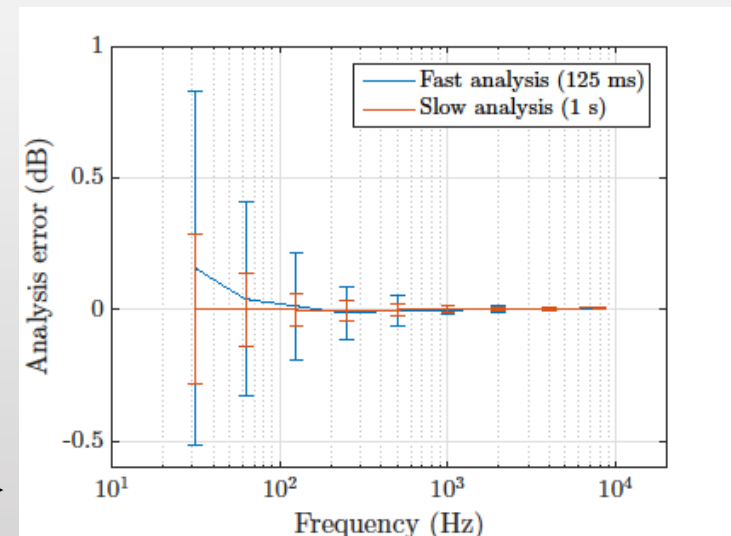 1
Fast analysis (125 ms)
Slow analysis (1 s)
0.5
Analysis error (dB)
0
-0.5
10¹ 10² 10³ 10⁴
Frequency (Hz)